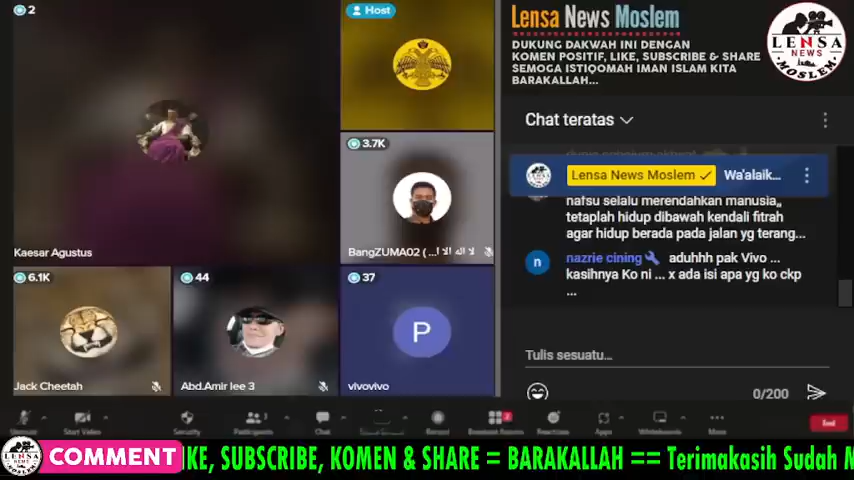 2
Host
3.7K
Kaesar Agustus
BangZUMA02 ( ... لا اله الا ا
6.1K
44
37
P
Jack Cheetah
Abd.Amir lee 3
vivovivo
Lensa News Moslem
DUKUNG DAKWAH INI DENGAN
KOMEN POSITIF, LIKE, SUBSCRIBE & SHARE
SEMOGA ISTIQOMAH IMAN ISLAM KITA
BARAKALLAH...
LENSA
NEWS
MOSLEM
Chat teratas
Lensa News Moslem Wa'alaik...
nafsu selalu merendahkan manusia,,
tetaplah hidup dibawah kendali fitrah
agar hidup berada pada jalan yg terang...
n
nazrie cining aduhhh pak Vivo ...
kasihnya Ko ni ... x ada isi apa yg ko ckp
...
Tulis sesuatu...
0/200
Start Video
Security
Participants
Chat
Record
Breakout Rooms
Reactions
Apps
Whiteboards
More
End
COMMENT
IKE, SUBSCRIBE, KOMEN & SHARE = BARAKALLAH == Terimakasih Sudah M